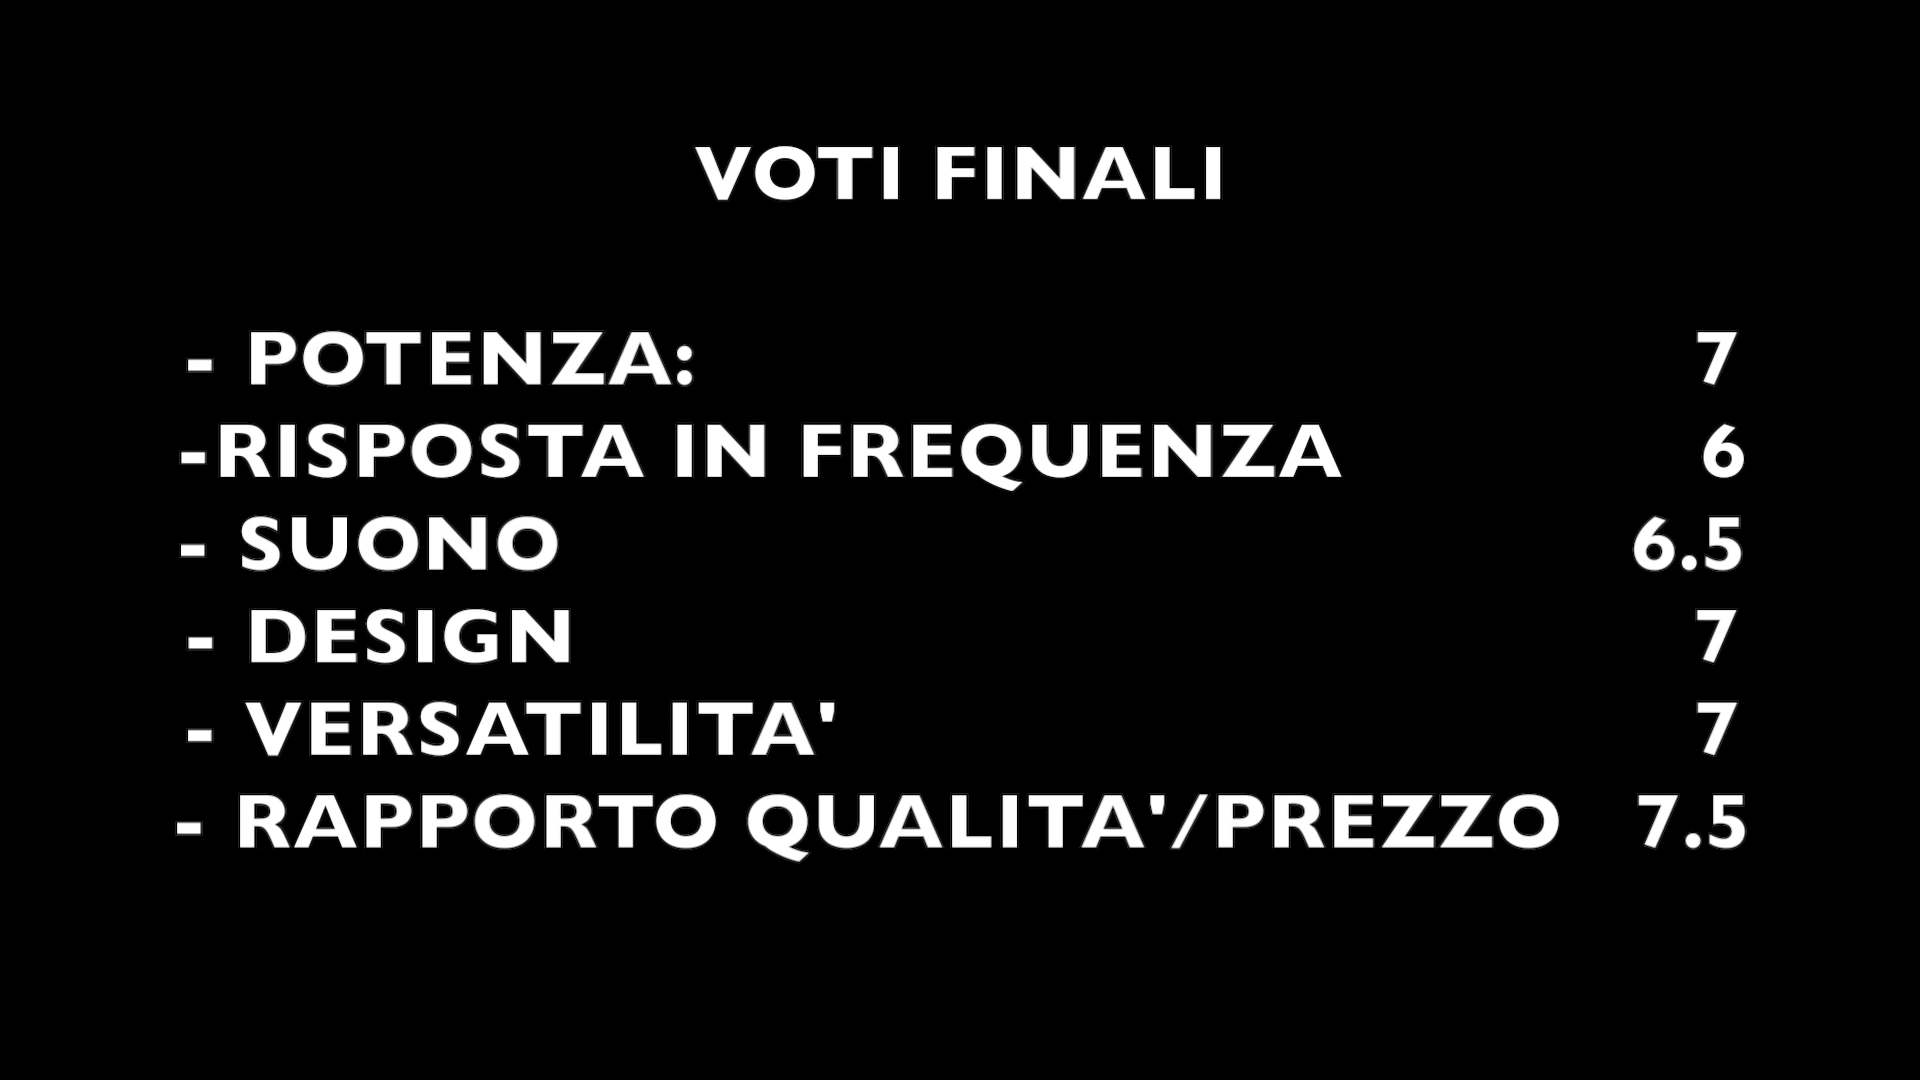 VOTI FINALI
- POTENZA: 7
-RISPOSTA IN FREQUENZA 6
- SUONO 6.5
- DESIGN 7
- VERSATILITA' 7
- RAPPORTO QUALITA'/PREZZO 7.5